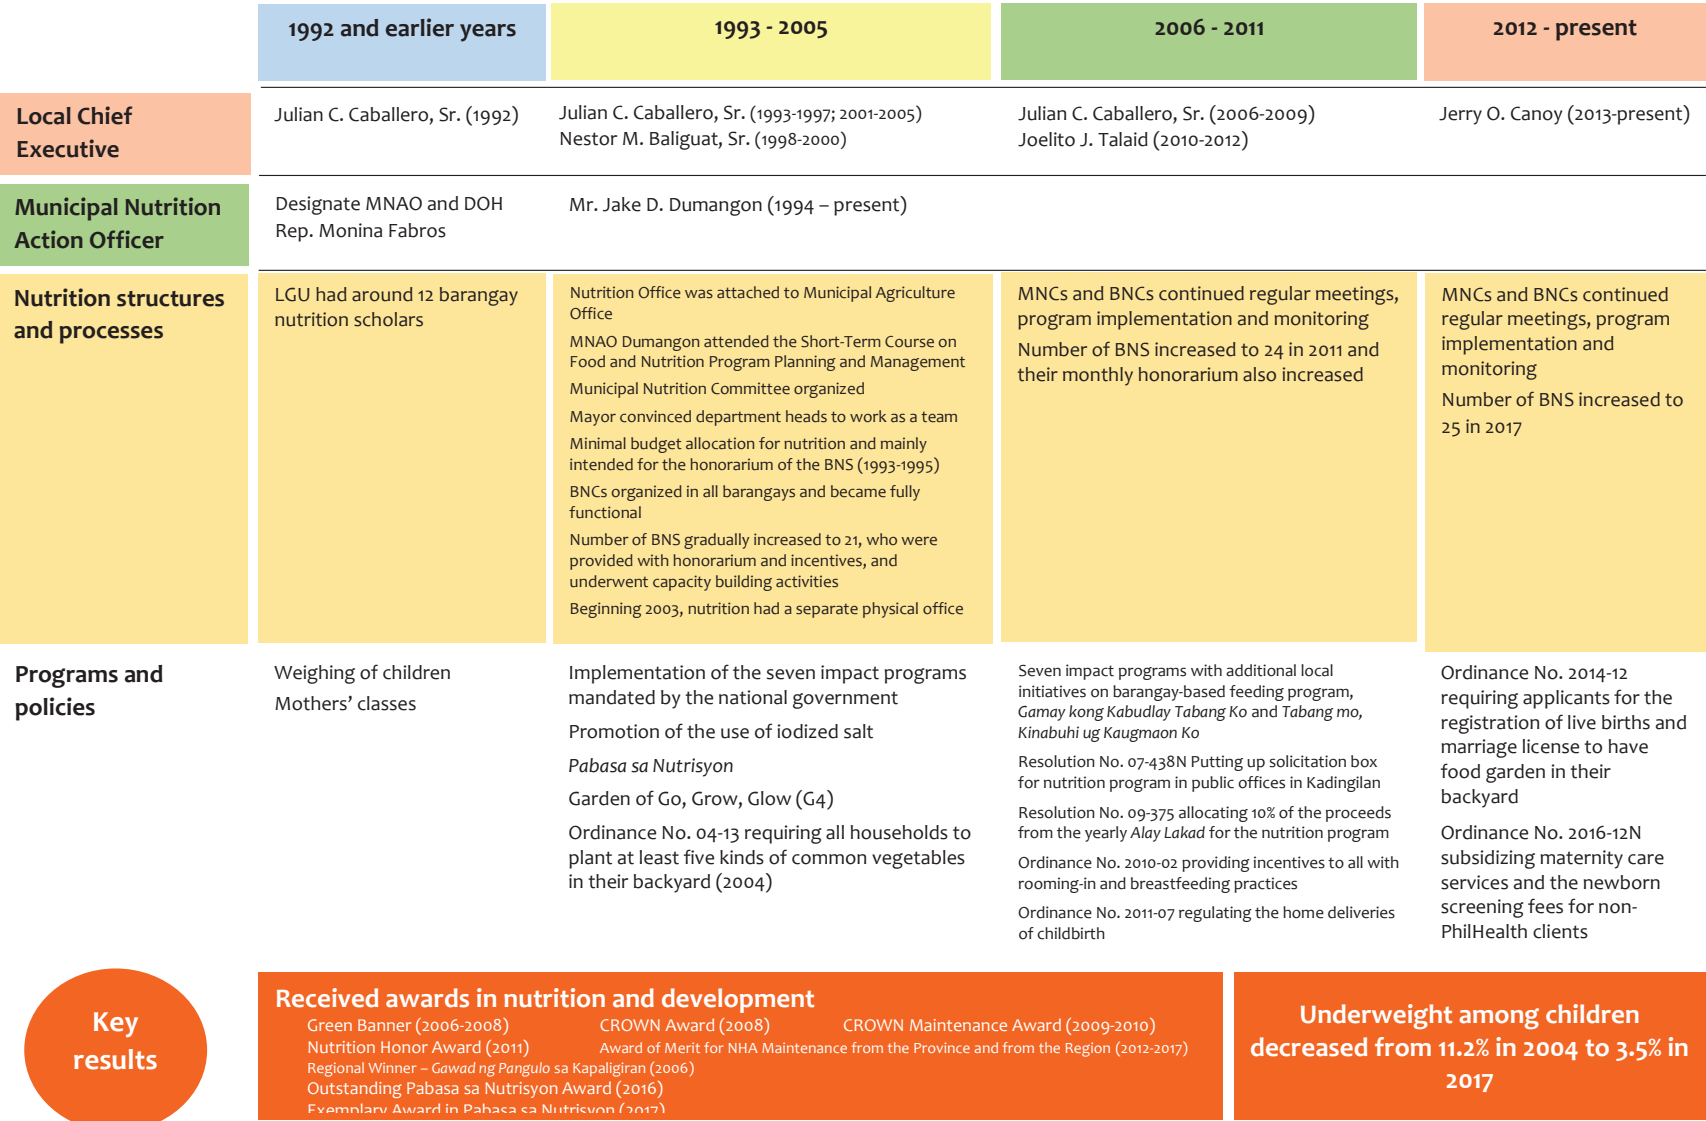 1992 and earlier years
1993 - 2005
2006 - 2011
2012 - present
Local Chief
Executive
Julian C. Caballero, Sr. (1992)
Julian C. Caballero, Sr. (1993-1997; 2001-2005)
Nestor M. Baliguat, Sr. (1998-2000)
Julian C. Caballero, Sr. (2006-2009)
Joelito J. Talaid (2010-2012)
Jerry O. Canoy (2013-present)
Municipal Nutrition
Action Officer
Designate MNAO and DOH
Rep. Monina Fabros
Mr. Jake D. Dumangon (1994 – present)
Nutrition structures
and processes
LGU had around 12 barangay
nutrition scholars
Nutrition Office was attached to Municipal Agriculture
Office
MNAO Dumangon attended the Short-Term Course on
Food and Nutrition Program Planning and Management
Municipal Nutrition Committee organized
Mayor convinced department heads to work as a team
Minimal budget allocation for nutrition and mainly
intended for the honorarium of the BNS (1993-1995)
BNCs organized in all barangays and became fully
functional
Number of BNS gradually increased to 21, who were
provided with honorarium and incentives, and
underwent capacity building activities
Beginning 2003, nutrition had a separate physical office
MNCs and BNCs continued regular meetings,
program implementation and monitoring
Number of BNS increased to 24 in 2011 and
their monthly honorarium also increased
MNCs and BNCs continued
regular meetings, program
implementation and
monitoring
Number of BNS increased to
25 in 2017
Programs and
policies
Weighing of children
Mothers’ classes
Implementation of the seven impact programs
mandated by the national government
Promotion of the use of iodized salt
Pabasa sa Nutrisyon
Garden of Go, Grow, Glow (G4)
Ordinance No. 04-13 requiring all households to
plant at least five kinds of common vegetables
in their backyard (2004)
Seven impact programs with additional local
initiatives on barangay-based feeding program,
Gamay kong Kabudlay Tabang Ko and Tabang mo,
Kinabuhi ug Kaugmaon Ko
Resolution No. 07-438N Putting up solicitation box
for nutrition program in public offices in Kadingilan
Resolution No. 09-375 allocating 10% of the proceeds
from the yearly Alay Lakad for the nutrition program
Ordinance No. 2010-02 providing incentives to all with
rooming-in and breastfeeding practices
Ordinance No. 2011-07 regulating the home deliveries
of childbirth
Ordinance No. 2014-12
requiring applicants for the
registration of live births and
marriage license to have
food garden in their
backyard
Ordinance No. 2016-12N
subsidizing maternity care
services and the newborn
screening fees for non-
PhilHealth clients
Key
results
Received awards in nutrition and development
Green Banner (2006-2008) CROWN Award (2008) CROWN Maintenance Award (2009-2010)
Nutrition Honor Award (2011) Award of Merit for NHA Maintenance from the Province and from the Region (2012-2017)
Regional Winner – Gawad ng Pangulo sa Kapaligiran (2006)
Outstanding Pabasa sa Nutrisyon Award (2016)
Exemplary Award in Pabasa sa Nutrisyon (2017)
Underweight among children
decreased from 11.2% in 2004 to 3.5% in
2017